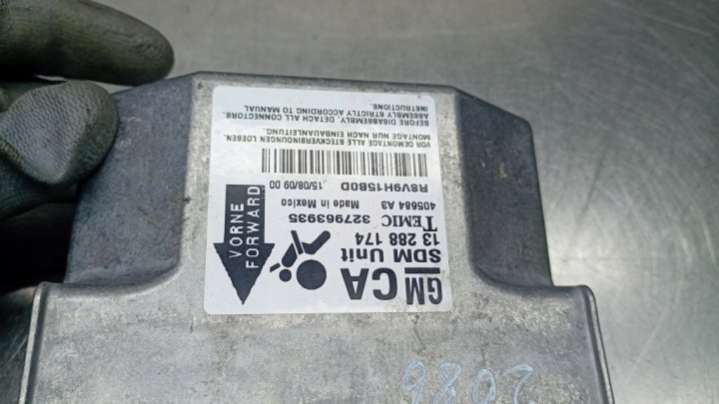 GM CA
SDM Unit
13 288 174
TEMIC 327963935
405684 A3 Made in Mexico
R8V9H15B0D 15/08/09 00
VORNE
FORWARD
VOR DEMONTAGE ALLE STECKVERBINDUNGEN LOESEN.
MONTAGE NUR NACH EINBAUANLEITUNG.
BEFORE DISASSEMBLY, DETACH ALL CONNECTORS.
ASSEMBLY STRICTLY ACCORDING TO MANUAL
INSTRUCTIONS.